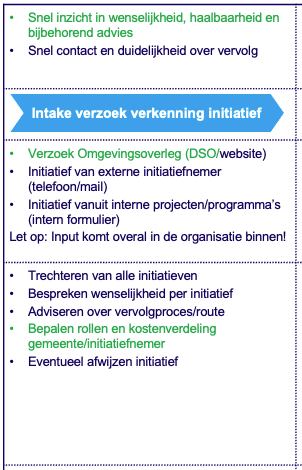 • Snel inzicht in wenselijkheid, haalbaarheid en
bijbehorend advies
• Snel contact en duidelijkheid over vervolg
Intake verzoek verkenning initiatief
• Verzoek Omgevingsoverleg (DSO/website)
• Initiatief van externe initiatiefnemer
(telefoon/mail)
• Initiatief vanuit interne projecten/programma's
(intern formulier)
Let op: Input komt overal in de organisatie binnen!
• Trechteren van alle initiatieven
• Bespreken wenselijkheid per initiatief
• Adviseren over vervolgproces/route
• Bepalen rollen en kostenverdeling
gemeente/initiatiefnemer
• Eventueel afwijzen initiatief